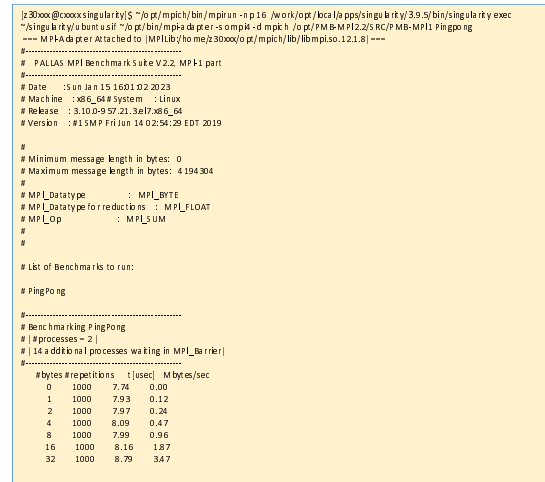 [z30xxx@cxxxx singularity]$ ~/opt/mpich/bin/mpirun -np 16 /work/opt/local/apps/singularity/3.9.5/bin/singularity exec
~/singularity/ubuntu.sif ~/opt/bin/mpi-adapter -s ompi4 -d mpich /opt/PMB-MPI2.2/SRC/PMB-MPI1 Pingpong
=== MPI-Adapter Attached to [MPI Lib:/home/z30xxx/opt/mpich/lib/libmpi.so.12.1.8] ===
#---------------------------------------------------
# PALLAS MPI Benchmark Suite V2.2, MPI-1 part
#---------------------------------------------------
# Date : Sun Jan 15 16:01:02 2023
# Machine : x86_64# System : Linux
# Release : 3.10.0-957.21.3.el7.x86_64
# Version : #1 SMP Fri Jun 14 02:54:29 EDT 2019
#
# Minimum message length in bytes: 0
# Maximum message length in bytes: 4194304
#
# MPI_Datatype : MPI_BYTE
# MPI_Datatype for reductions : MPI_FLOAT
# MPI_Op : MPI_SUM
#
#
# List of Benchmarks to run:
# PingPong
#---------------------------------------------------
# Benchmarking PingPong
# [ #processes = 2 ]
# [ 14 additional processes waiting in MPI_Barrier]
#---------------------------------------------------
#bytes #repetitions t[usec] Mbytes/sec
0 1000 7.74 0.00
1 1000 7.93 0.12
2 1000 7.97 0.24
4 1000 8.09 0.47
8 1000 7.99 0.96
16 1000 8.16 1.87
32 1000 8.79 3.47